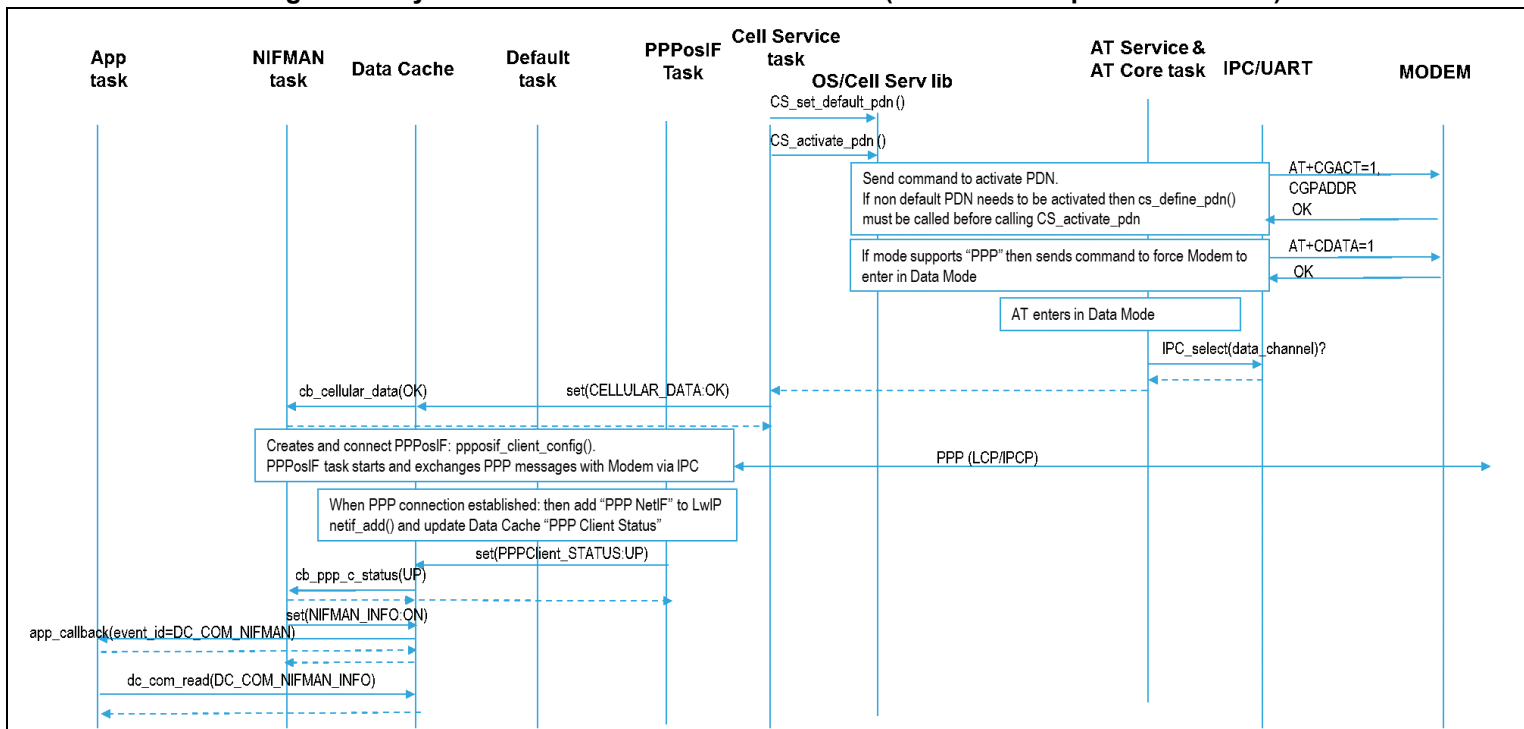 App
task
NIFMAN
task
Data Cache
Default
task
PPPosIF
Task
Cell Service
task
OS/Cell Serv lib
AT Service &
AT Core task
IPC/UART
MODEM
CS_set_default_pdn ()
CS_activate_pdn ()
Send command to activate PDN.
If non default PDN needs to be activated then cs_define_pdn()
must be called before calling CS_activate_pdn
AT+CGACT=1,
CGPADDR
OK
If mode supports “PPP” then sends command to force Modem to
enter in Data Mode
AT+CDATA=1
OK
AT enters in Data Mode
IPC_select(data_channel)?
cb_cellular_data(OK)
set(CELLULAR_DATA:OK)
Creates and connect PPPosIF: ppposif_client_config().
PPPosIF task starts and exchanges PPP messages with Modem via IPC
PPP (LCP/IPCP)
When PPP connection established: then add “PPP NetIF” to LwIP
netif_add() and update Data Cache “PPP Client Status”
set(PPPClient_STATUS:UP)
cb_ppp_c_status(UP)
set(NIFMAN_INFO:ON)
app_callback(event_id=DC_COM_NIFMAN)
dc_com_read(DC_COM_NIFMAN_INFO)